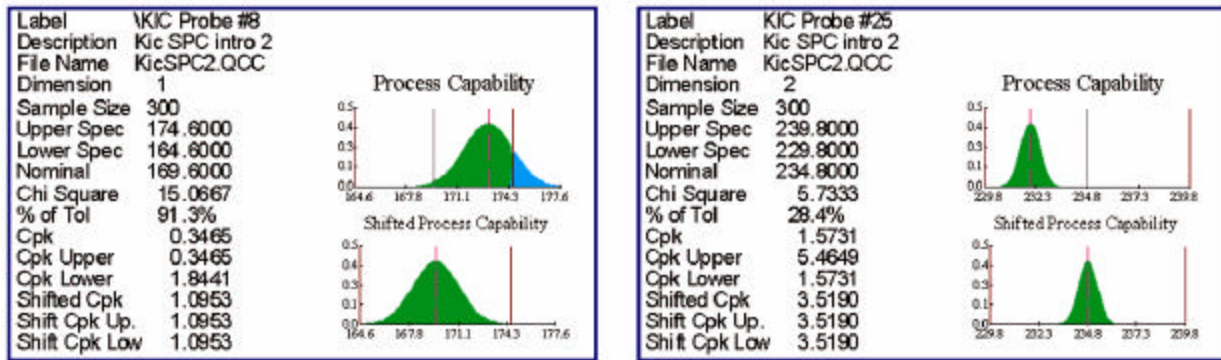 Label \KIC Probe #8
Description Kic SPC intro 2
File Name KicSPC2.QCC
Dimension 1
Sample Size 300
Upper Spec 174.6000
Lower Spec 164.6000
Nominal 169.6000
Chi Square 15.0667
% of Tol 91.3%
Cpk 0.3465
Cpk Upper 0.3465
Cpk Lower 1.8441
Shifted Cpk 1.0953
Shift Cpk Up. 1.0953
Shift Cpk Low 1.0953
Process Capability
0.5
0.4
0.3
0.1
0.0
164.6 167.8 171.1 174.3 177.6
Shifted Process Capability
0.5
0.4
0.3
0.1
0.0
164.6 167.8 171.1 174.3 177.6
Label KIC Probe #25
Description Kic SPC intro 2
File Name KicSPC2.QCC
Dimension 2
Sample Size 300
Upper Spec 239.8000
Lower Spec 229.8000
Nominal 234.8000
Chi Square 5.7333
% of Tol 28.4%
Cpk 1.5731
Cpk Upper 5.4649
Cpk Lower 1.5731
Shifted Cpk 3.5190
Shift Cpk Up. 3.5190
Shift Cpk Low 3.5190
Process Capability
0.5
0.4
0.3
0.1
0.0
229.8 232.3 234.8 237.3 239.8
Shifted Process Capability
0.5
0.4
0.3
0.1
0.0
229.8 232.3 234.8 237.3 239.8